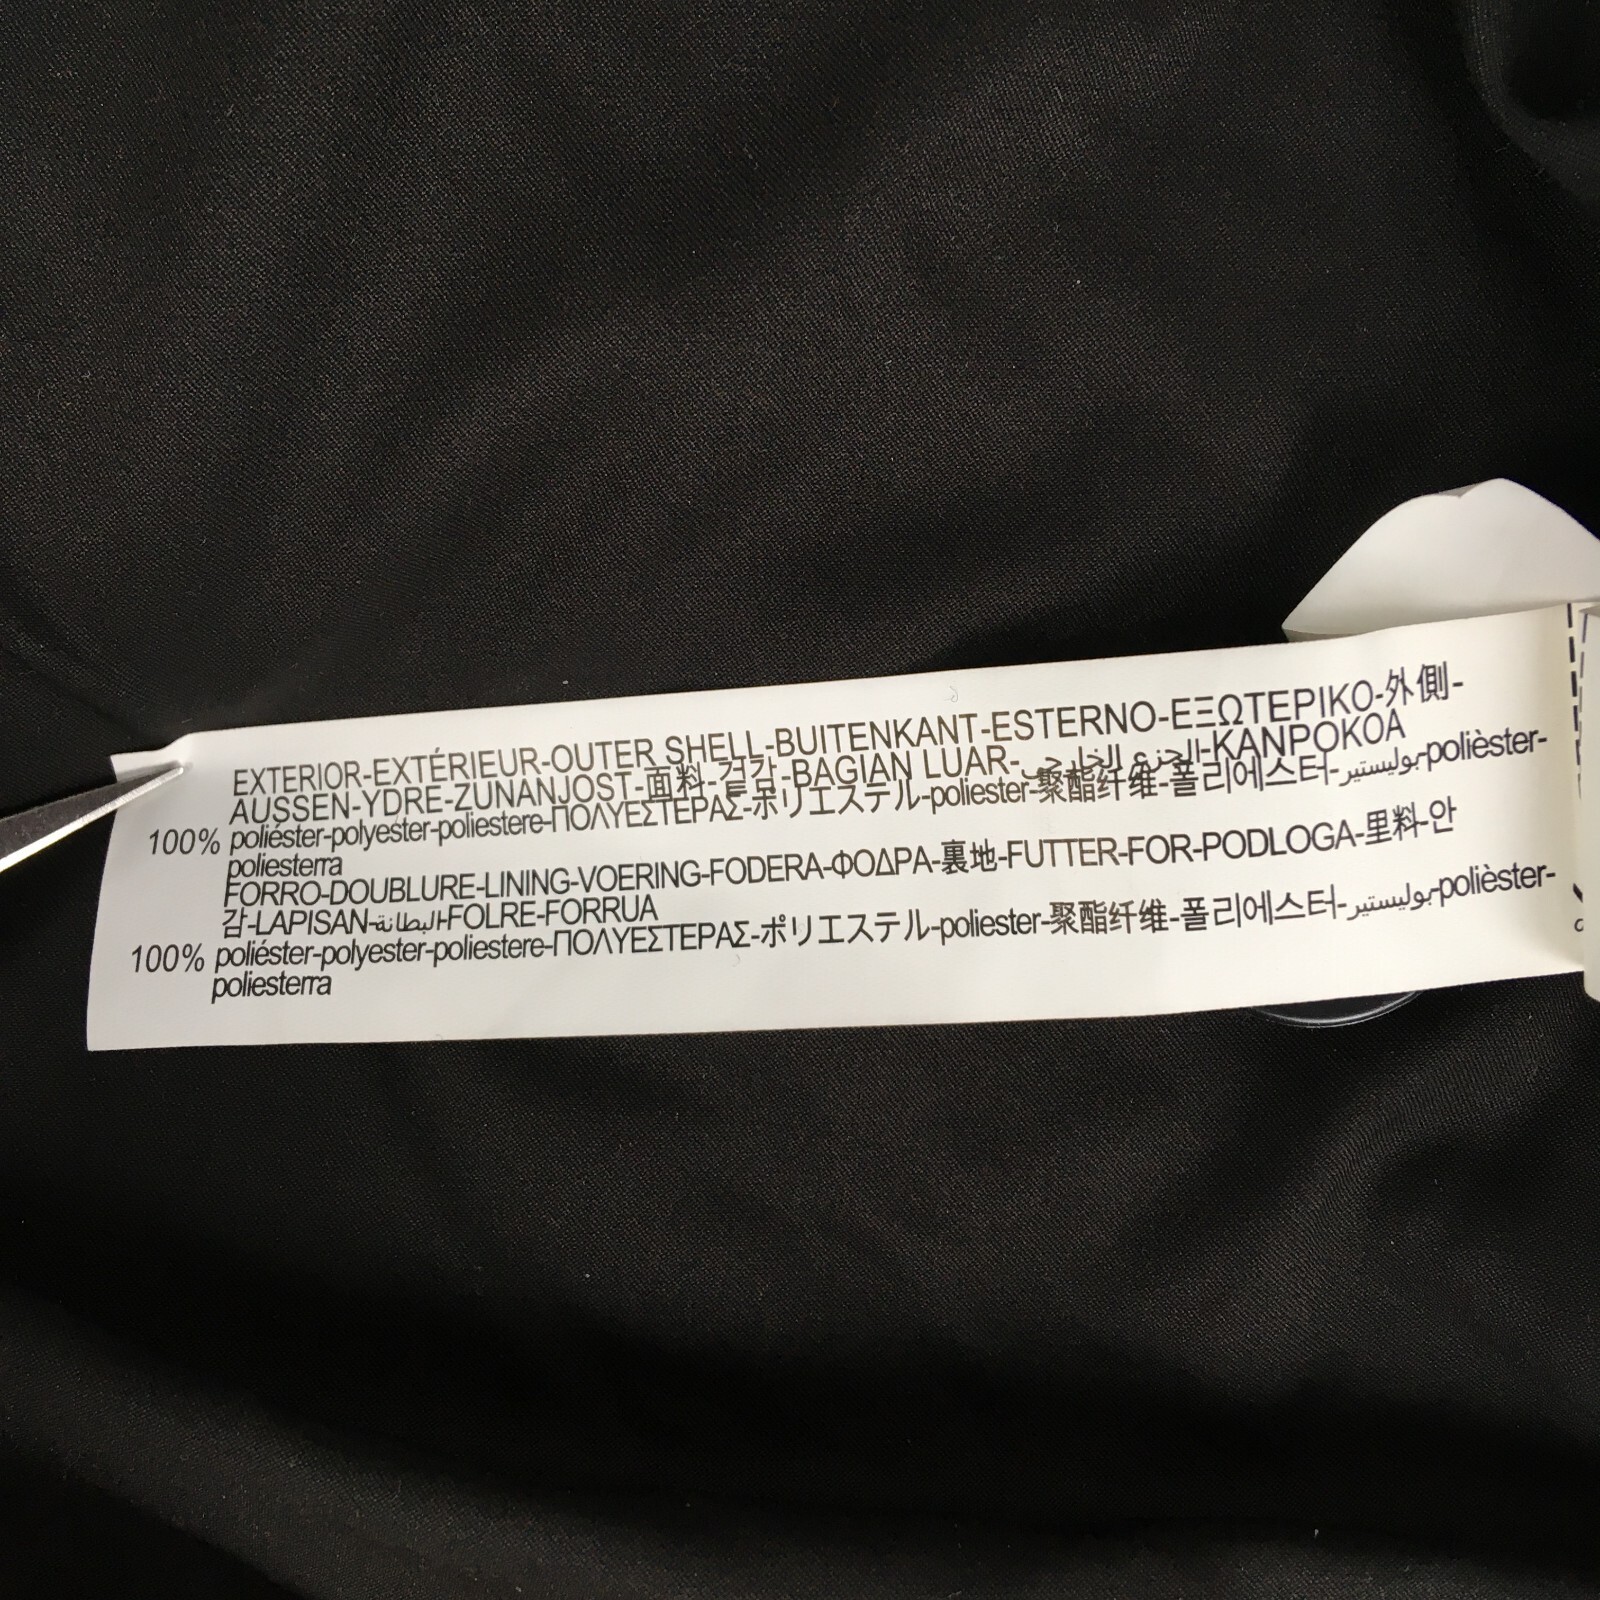 EXTERIOR-EXTÉRIEUR-OUTER SHELL-BUITENKANT-ESTERNO-ΕΞΩΤΕΡΙΚΟ-外側-
AUSSEN-YDRE-ZUNANJOST-面料-겉감-BAGIAN LUAR-الجزء الخارجي-KANPOKOA
100% poliéster-polyester-poliestere-ΠΟΛΥΕΣΤΕΡΑΣ-ポリエステル-poliester-聚酯纤维-폴리에스터-بوليستير-polièster-
poliesterra
FORRO-DOUBLURE-LINING-VOERING-FODERA-ΦΟΔΡΑ-裏地-FUTTER-FOR-PODLOGA-里料-안
감-LAPISAN-البطانة-FOLRE-FORRUA
100% poliéster-polyester-poliestere-ΠΟΛΥΕΣΤΕΡΑΣ-ポリエステル-poliester-聚酯纤维-폴리에스터-بوليستير-polièster-
poliesterra